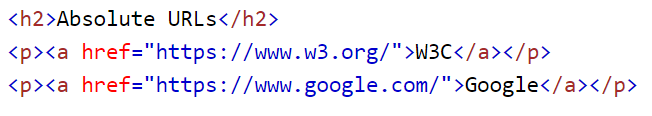 <h2>Absolute URLs</h2>
<p><a href="https://www.w3.org/">W3C</a></p>
<p><a href="https://www.google.com/">Google</a></p>